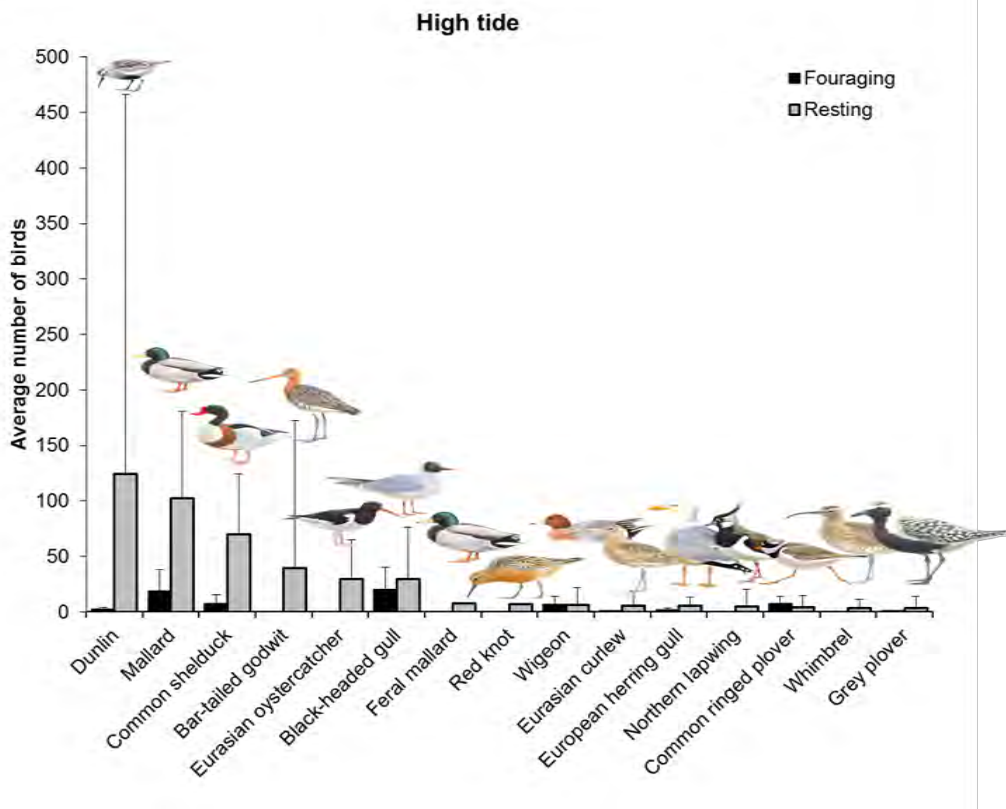 High tide
500
450
400
350
300
250
200
150
100
50
0
Average number of birds
Fouraging
Resting
Dunlin
Mallard
Common shelduck
Bar-tailed godwit
Eurasian oystercatcher
Black-headed gull
Feral mallard
Red knot
Wigeon
Eurasian curlew
European herring gull
Northern lapwing
Common ringed plover
Whimbrel
Grey plover